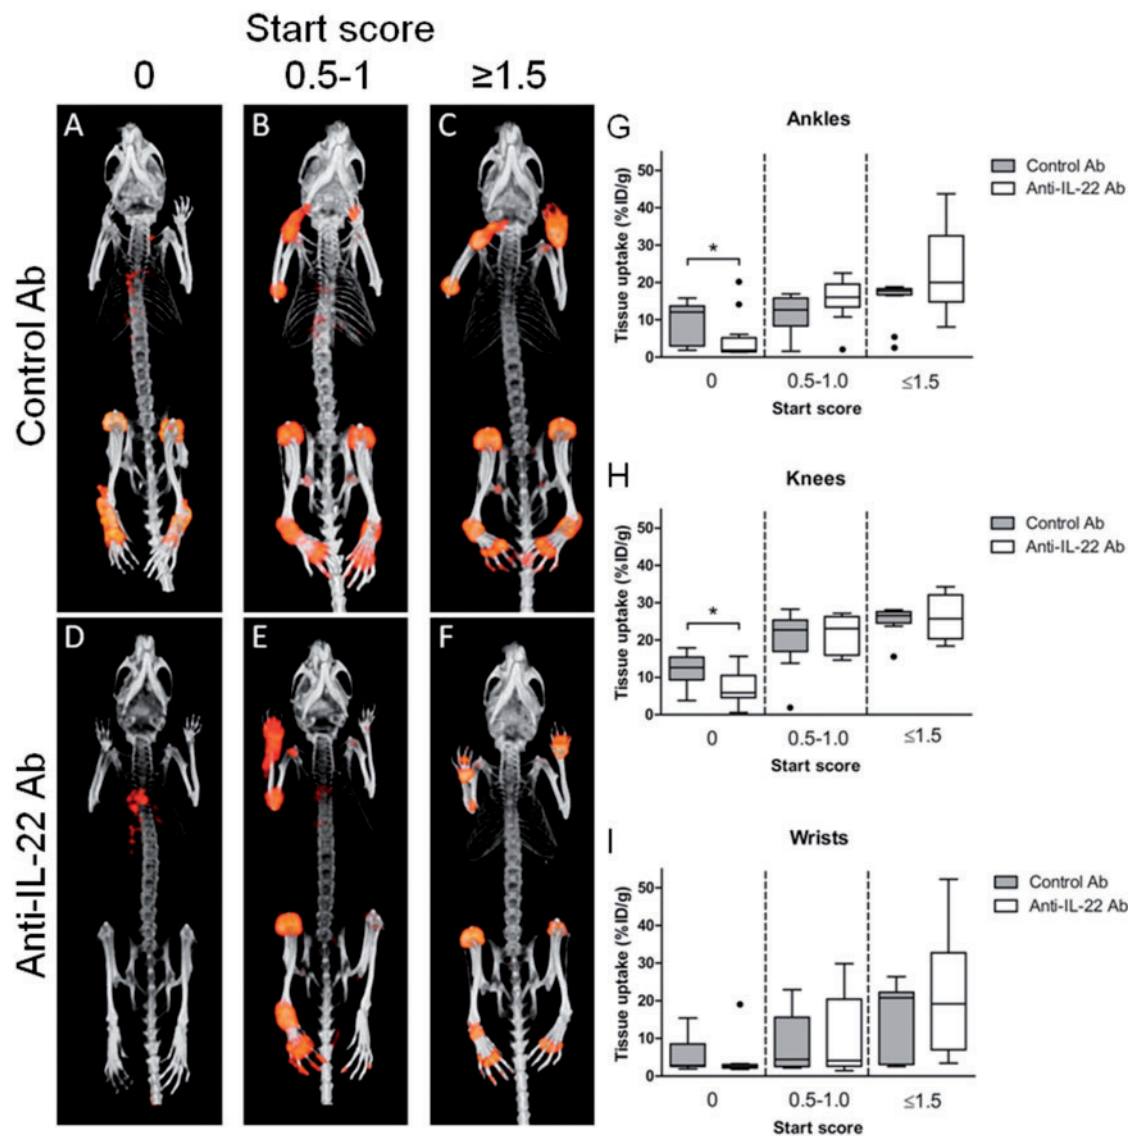 Start score
0 0.5-1 ≥1.5
Control Ab
A B C
Anti-IL-22 Ab
D E F
G
Ankles
Tissue uptake (%ID/g)
50
40
30
20
10
0
*
0 0.5-1.0 ≤1.5
Start score
Control Ab
Anti-IL-22 Ab
H
Knees
Tissue uptake (%ID/g)
50
40
30
20
10
0
*
0 0.5-1.0 ≤1.5
Start score
Control Ab
Anti-IL-22 Ab
I
Wrists
Tissue uptake (%ID/g)
50
40
30
20
10
0
0 0.5-1.0 ≤1.5
Start score
Control Ab
Anti-IL-22 Ab